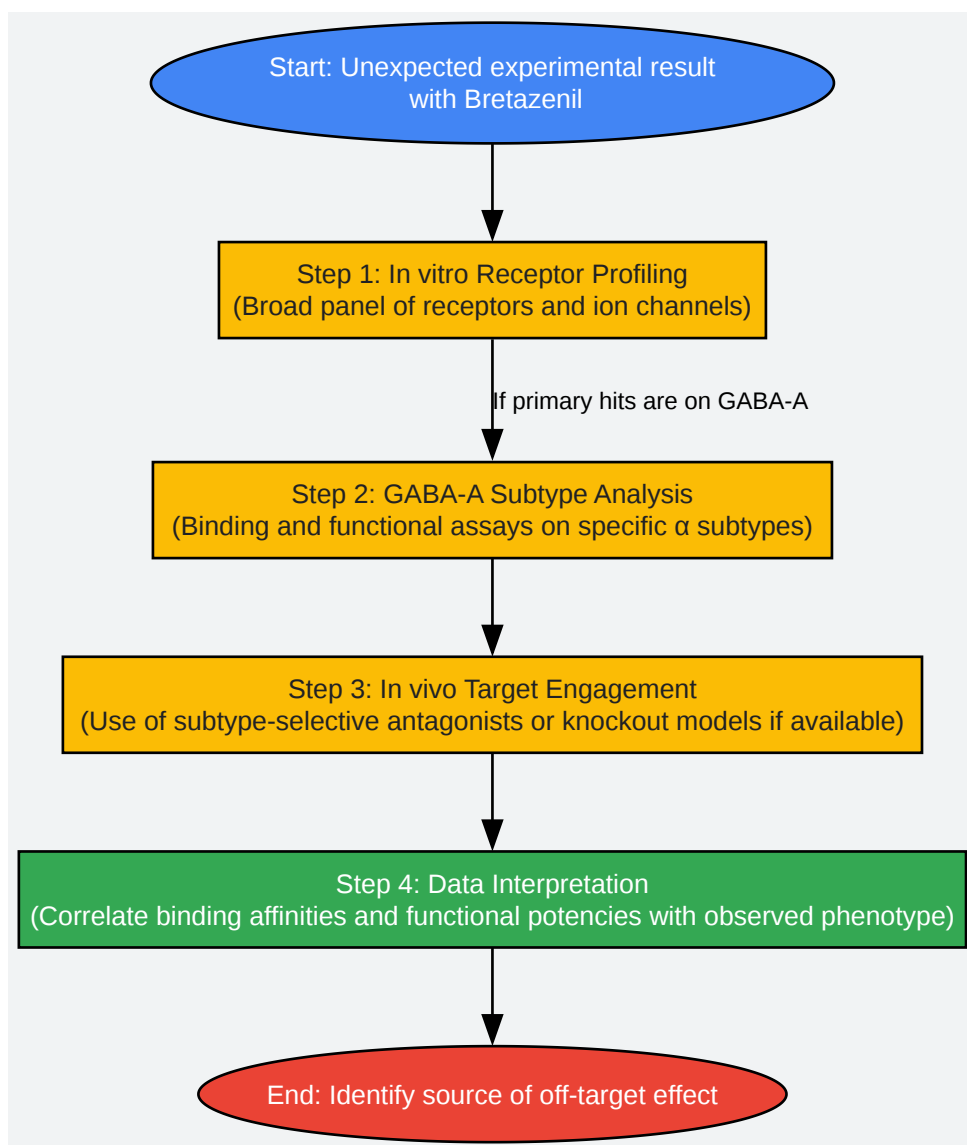 Start: Unexpected experimental result
with Bretazenil
Step 1: In vitro Receptor Profiling
(Broad panel of receptors and ion channels)
If primary hits are on GABA-A
Step 2: GABA-A Subtype Analysis
(Binding and functional assays on specific α subtypes)
Step 3: In vivo Target Engagement
(Use of subtype-selective antagonists or knockout models if available)
Step 4: Data Interpretation
(Correlate binding affinities and functional potencies with observed phenotype)
End: Identify source of off-target effect